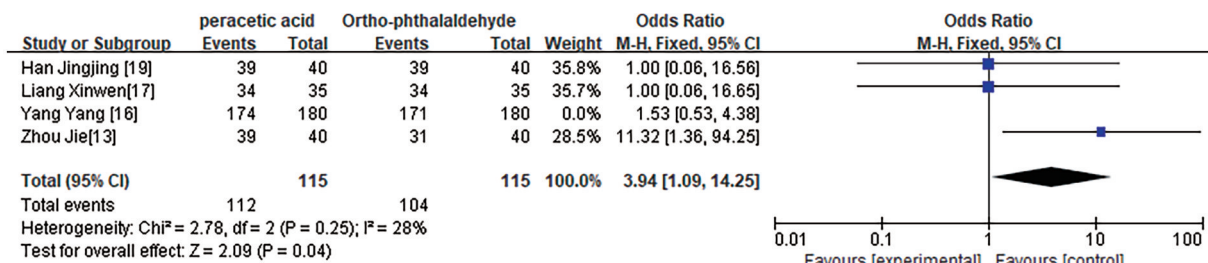 peracetic acid Ortho-phthalaldehyde Odds Ratio Odds Ratio
Study or Subgroup Events Total Events Total Weight M-H, Fixed, 95% CI M-H, Fixed, 95% CI
Han Jingjing [19] 39 40 39 40 35.8% 1.00 [0.06, 16.56]
Liang Xinwen[17] 34 35 34 35 35.7% 1.00 [0.06, 16.65]
Yang Yang [16] 174 180 171 180 0.0% 1.53 [0.53, 4.38]
Zhou Jie[13] 39 40 31 40 28.5% 11.32 [1.36, 94.25]
Total (95% CI) 115 115 100.0% 3.94 [1.09, 14.25]
Total events 112 104
Heterogeneity: Chi² = 2.78, df = 2 (P = 0.25); I² = 28%
Test for overall effect: Z = 2.09 (P = 0.04)
0.01 0.1 1 10 100
Favours [experimental] Favours [control]